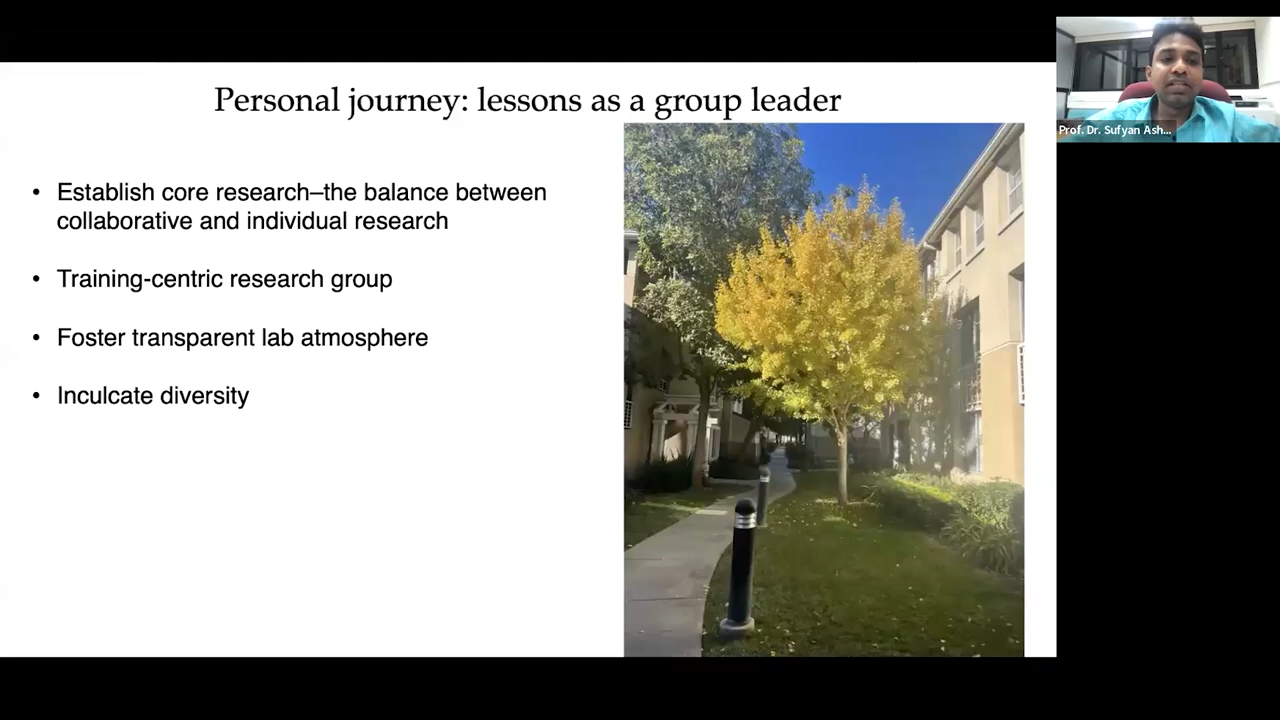 Personal journey: lessons as a group leader
• Establish core research–the balance between
collaborative and individual research
• Training-centric research group
• Foster transparent lab atmosphere
• Inculcate diversity
Prof. Dr. Sufyan Ash...